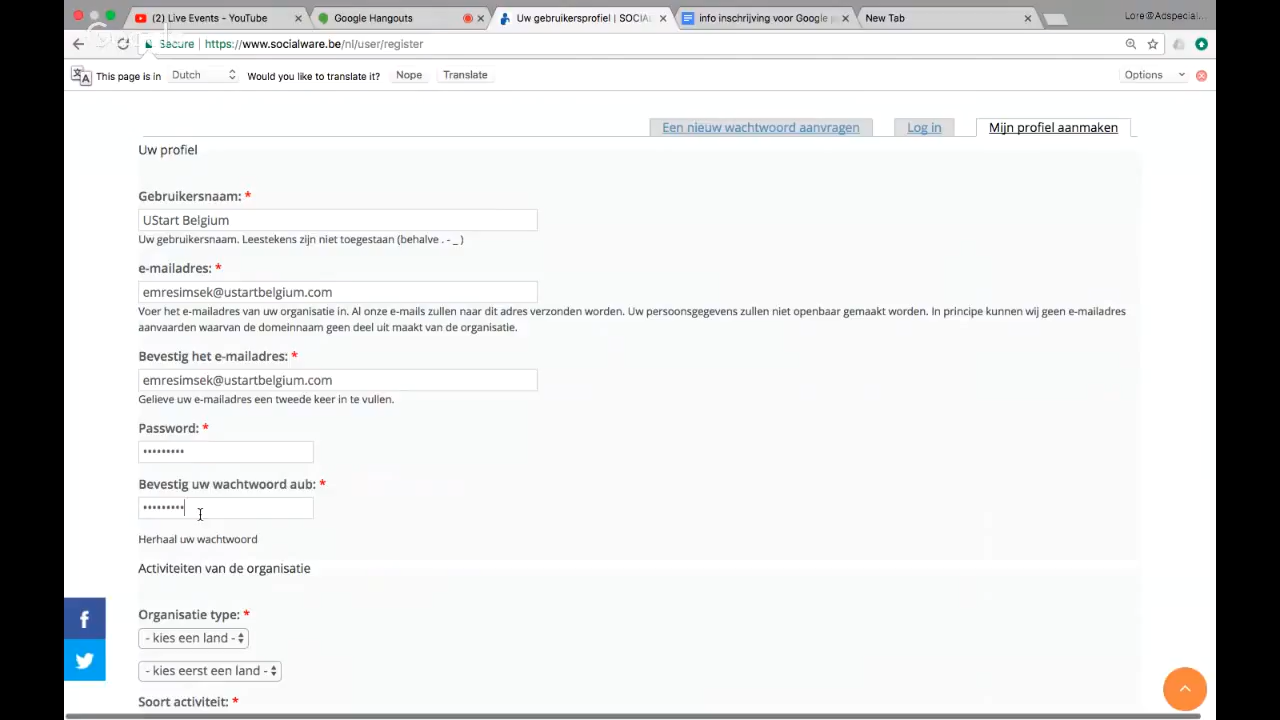 (2) Live Events - YouTube
Google Hangouts
Uw gebruikersprofiel | SOCIAL
info inschrijving voor Google
New Tab
Lore@Adspecial...
Google
Secure
https://www.socialware.be/nl/user/register
This page is in
Dutch
Would you like to translate it?
Nope
Translate
Options
Een nieuw wachtwoord aanvragen
Log in
Mijn profiel aanmaken
Uw profiel
Gebruikersnaam: *
UStart Belgium
Uw gebruikersnaam. Leestekens zijn niet toegestaan (behalve . - _ )
e-mailadres: *
emresimsek@ustartbelgium.com
Voer het e-mailadres van uw organisatie in. Al onze e-mails zullen naar dit adres verzonden worden. Uw persoonsgegevens zullen niet openbaar gemaakt worden. In principe kunnen wij geen e-mailadres
aanvaarden waarvan de domeinnaam geen deel uit maakt van de organisatie.
Bevestig het e-mailadres: *
emresimsek@ustartbelgium.com
Gelieve uw e-mailadres een tweede keer in te vullen.
Password: *
•••••••••
Bevestig uw wachtwoord aub: *
•••••••••
Herhaal uw wachtwoord
Activiteiten van de organisatie
Organisatie type: *
- kies een land -
- kies eerst een land -
Soort activiteit: *